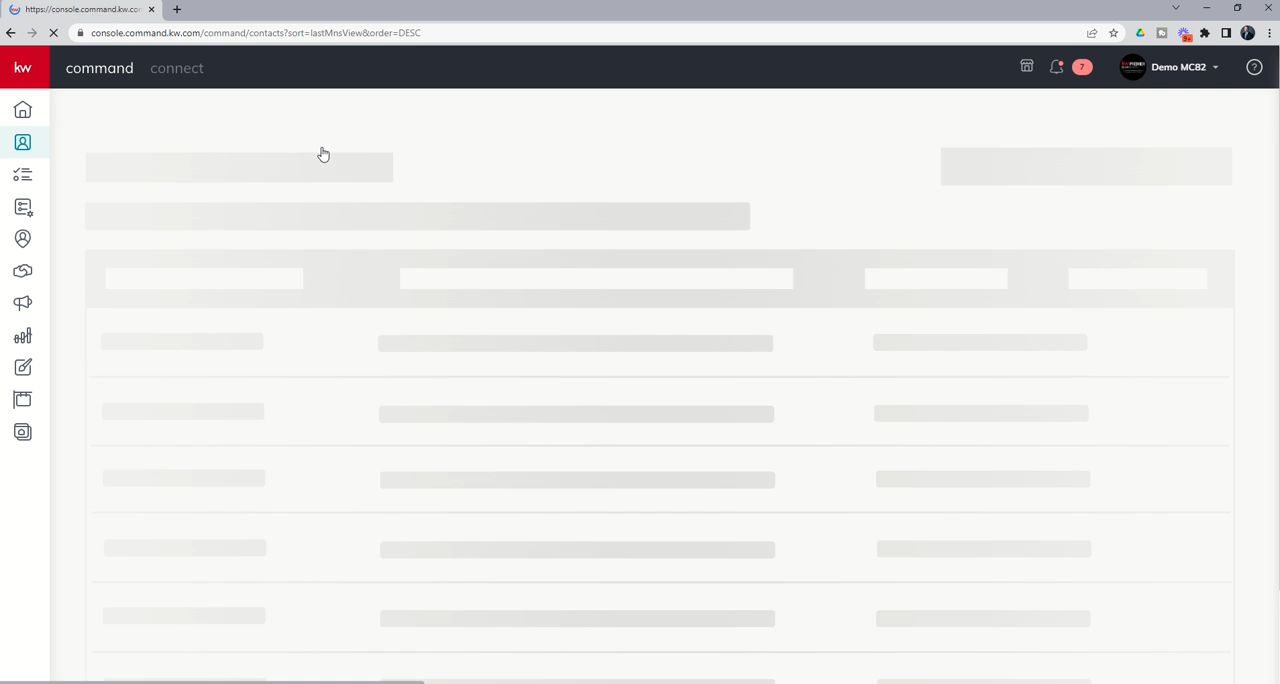 https://console.command.kw.co
console.command.kw.com/command/contacts?sort=lastMnsView&order=DESC
9+
kw command connect 7 Demo MC82